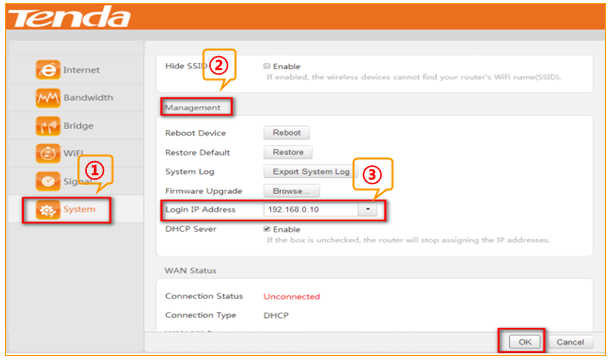 Tenda
Internet
Bandwidth
Bridge
WiFi
①
Signal
System
②
Hide SSID Enable
If enabled, the wireless devices cannot find your router's WiFi name(SSID).
Management
Reboot Device Reboot
Restore Default Restore
System Log Export System Log
③
Firmware Upgrade Browse...
Login IP Address 192.168.0.10
DHCP Sever Enable
If the box is unchecked, the router will stop assigning the IP addresses.
WAN Status
Connection Status Unconnected
Connection Type DHCP
OK Cancel